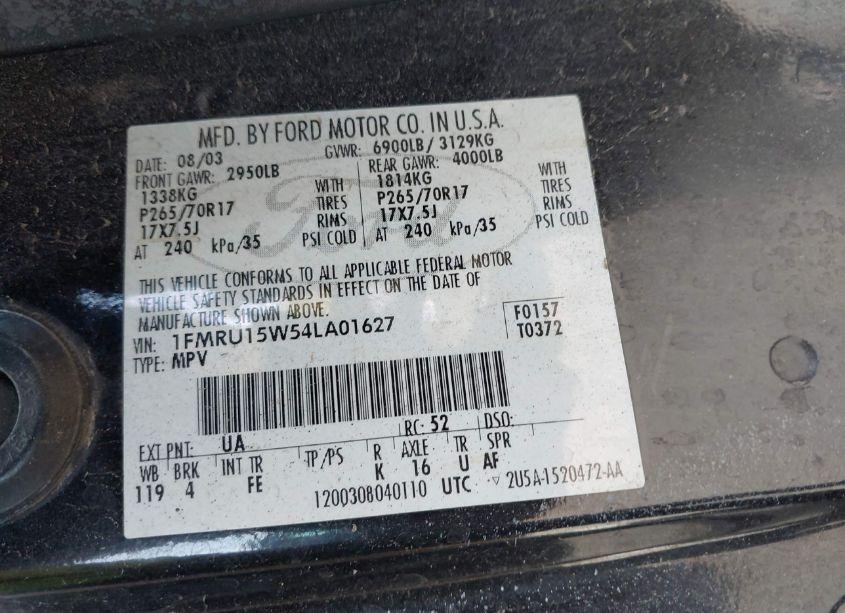 MFD. BY FORD MOTOR CO. IN U.S.A.
DATE: 08/03 GVWR: 6900LB/ 3129KG
FRONT GAWR: 2950LB REAR GAWR: 4000LB
1338KG WITH 1814KG WITH
P265/70R17 TIRES P265/70R17 TIRES
17X7.5J RIMS 17X7.5J RIMS
AT 240 kPa/35 PSI COLD AT 240 kPa/35 PSI COLD
Ford
THIS VEHICLE CONFORMS TO ALL APPLICABLE FEDERAL MOTOR
VEHICLE SAFETY STANDARDS IN EFFECT ON THE DATE OF
MANUFACTURE SHOWN ABOVE.
VIN: 1FMRU15W54LA01627 F0157
TYPE: MPV T0372
EXT PNT: UA RC: 52 DSO:
WB BRK INT TR TP/PS R AXLE TR SPR
119 4 FE K 16 U AF
1200308040110 UTC ▽ 2U5A-1520472-AA